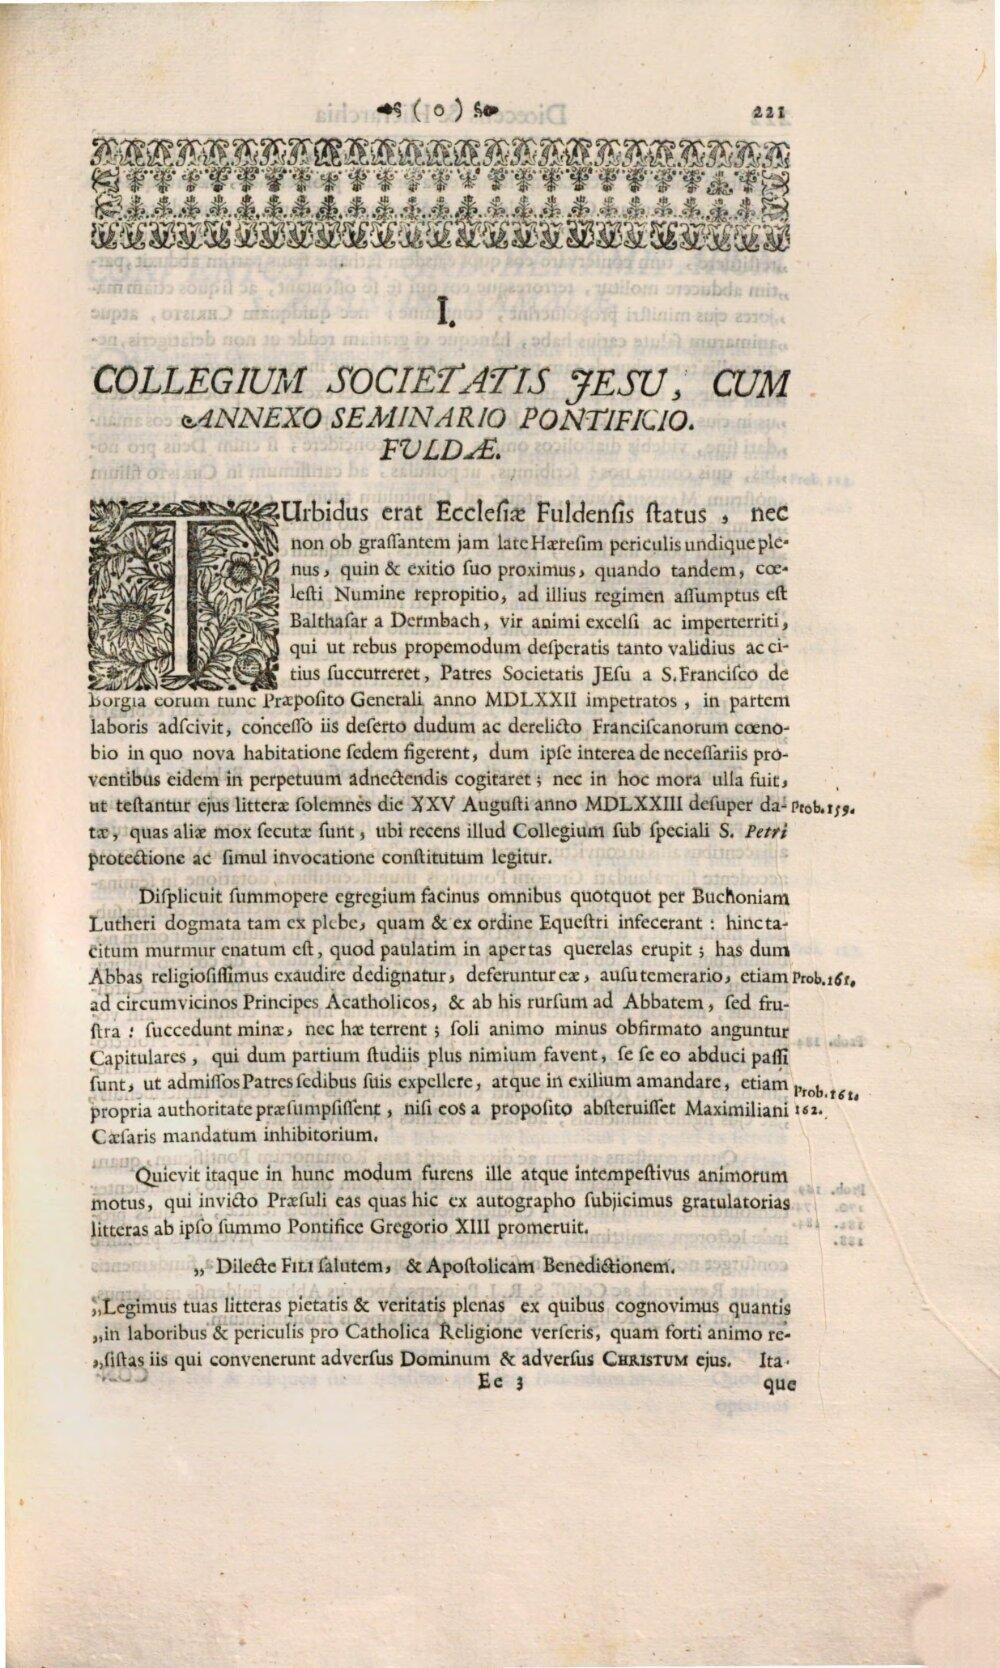 ( o ) 221
I.
COLLEGIUM SOCIETATIS JESU, CUM
ANNEXO SEMINARIO PONTIFICIO.
FULDÆ.
TUrbidus erat Ecclesiæ Fuldensis status, nec
non ob grassantem jam late Hæresim periculis undique ple-
nus, quin & exitio suo proximus, quando tandem, cœ-
lesti Numine repropitio, ad illius regimen assumptus est
Balthasar a Dermbach, vir animi excelsi ac imperterriti,
qui ut rebus propemodum desperatis tanto validius ac ci-
tius succurreret, Patres Societatis JEsu a S. Francisco de
Borgia eorum tunc Præposito Generali anno MDLXXII impetratos, in partem
laboris adscivit, concesso iis deserto dudum ac derelicto Franciscanorum cœno-
bio in quo nova habitatione sedem figerent, dum ipse interea de necessariis pro-
ventibus eidem in perpetuum adnectendis cogitaret; nec in hoc mora ulla fuit,
ut testantur ejus litteræ solemnes die XXV Augusti anno MDLXXIII desuper da- Prob. 159.
tæ, quas aliæ mox secutæ sunt, ubi recens illud Collegium sub speciali S. Petri
protectione ac simul invocatione constitutum legitur.
Displicuit summopere egregium facinus omnibus quotquot per Buchoniam
Lutheri dogmata tam ex plebe, quam & ex ordine Equestri infecerant: hinc ta-
citum murmur enatum est, quod paulatim in apertas querelas erupit; has dum
Abbas religiosissimus exaudire dedignatur, deferuntur eæ, ausu temerario, etiam Prob. 161.
ad circumvicinos Principes Acatholicos, & ab his rursum ad Abbatem, sed fru-
stra: succedunt minæ, nec hæ terrent; soli animo minus obfirmato anguntur
Capitulares, qui dum partium studiis plus nimium favent, se se eo abduci passi
sunt, ut admissos Patres sedibus suis expellere, atque in exilium amandare, etiam Prob. 161.
propria authoritate præsumpsissent, nisi eos a proposito absteruisset Maximiliani 162.
Cæsaris mandatum inhibitorium.
Quievit itaque in hunc modum furens ille atque intempestivus animorum
motus, qui invicto Præsuli eas quas hic ex autographo subjicimus gratulatorias
litteras ab ipso summo Pontifice Gregorio XIII promeruit.
„ Dilecte FILI salutem, & Apostolicam Benedictionem.
„Legimus tuas litteras pietatis & veritatis plenas ex quibus cognovimus quantis
„in laboribus & periculis pro Catholica Religione verseris, quam forti animo re-
„sistas iis qui convenerunt adversus Dominum & adversus CHRISTUM ejus. Ita-
Ee 3 que